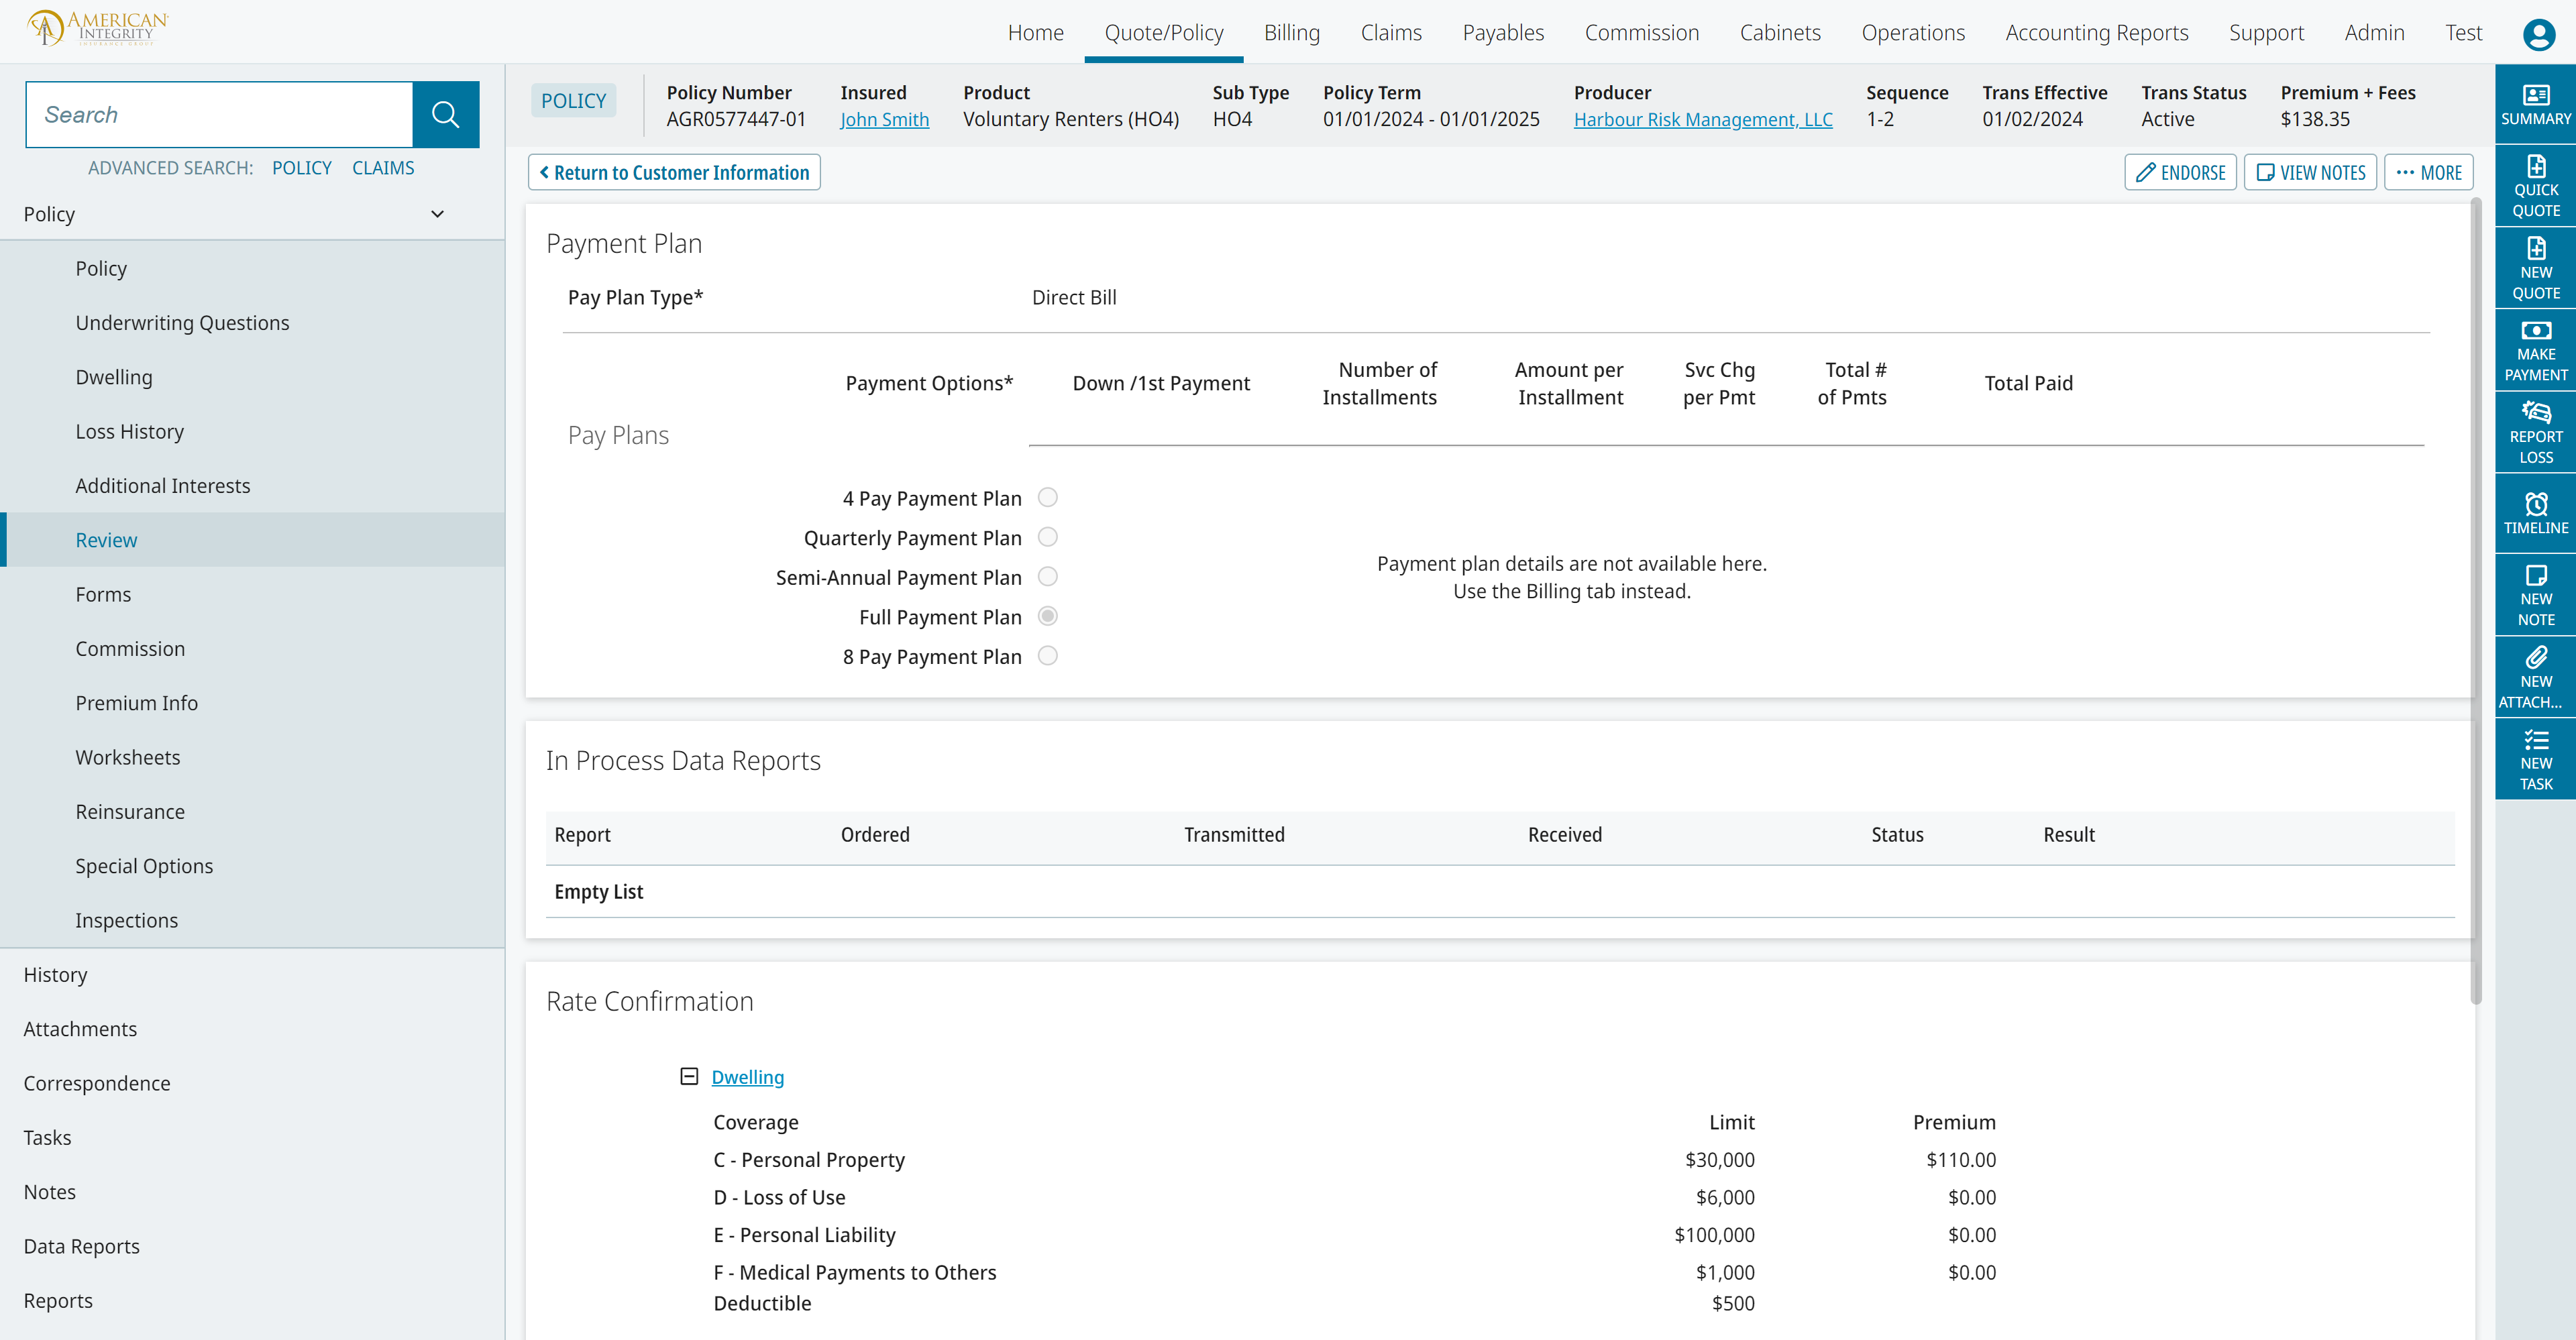 AMERICAN
INTEGRITY
INSURANCE GROUP
Home Quote/Policy Billing Claims Payables Commission Cabinets Operations Accounting Reports Support Admin Test
Search
ADVANCED SEARCH: POLICY CLAIMS
Policy
Policy
Underwriting Questions
Dwelling
Loss History
Additional Interests
Review
Forms
Commission
Premium Info
Worksheets
Reinsurance
Special Options
Inspections
History
Attachments
Correspondence
Tasks
Notes
Data Reports
Reports
POLICY
Policy Number Insured Product Sub Type Policy Term Producer Sequence Trans Effective Trans Status Premium + Fees
AGR0577447-01 John Smith Voluntary Renters (HO4) HO4 01/01/2024 - 01/01/2025 Harbour Risk Management, LLC 1-2 01/02/2024 Active $138.35
Return to Customer Information ENDORSE VIEW NOTES MORE
Payment Plan
Pay Plan Type* Direct Bill
Payment Options* Down /1st Payment Number of Installments Amount per Installment Svc Chg per Pmt Total # of Pmts Total Paid
Pay Plans
4 Pay Payment Plan
Quarterly Payment Plan
Semi-Annual Payment Plan
Full Payment Plan
8 Pay Payment Plan
Payment plan details are not available here.
Use the Billing tab instead.
In Process Data Reports
Report Ordered Transmitted Received Status Result
Empty List
Rate Confirmation
Dwelling
Coverage Limit Premium
C - Personal Property $30,000 $110.00
D - Loss of Use $6,000 $0.00
E - Personal Liability $100,000 $0.00
F - Medical Payments to Others $1,000 $0.00
Deductible $500
SUMMARY
QUICK
QUOTE
NEW
QUOTE
MAKE
PAYMENT
REPORT
LOSS
TIMELINE
NEW
NOTE
NEW
ATTACH...
NEW
TASK